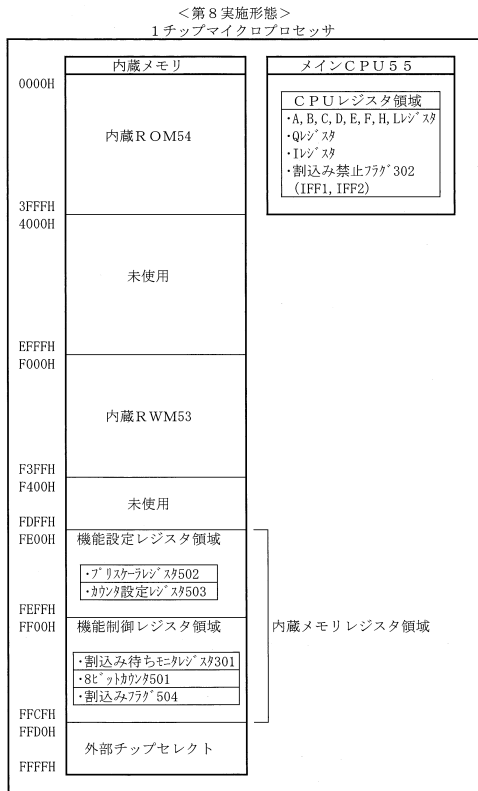 <第８実施形態>
１チップマイクロプロセッサ
内蔵メモリ
0000H
内蔵ＲＯＭ54
3FFFH
4000H
未使用
EFFFH
F000H
内蔵ＲＷＭ53
F3FFH
F400H
未使用
FDFFH
FE00H
機能設定レジスタ領域
・ﾌﾟﾘｽｹｰﾗﾚｼﾞｽﾀ502
・ｶｳﾝﾀ設定ﾚｼﾞｽﾀ503
FEFFH
FF00H
機能制御レジスタ領域
・割込み待ちﾓﾆﾀﾚｼﾞｽﾀ301
・8ﾋﾞｯﾄｶｳﾝﾀ501
・割込みﾌﾗｸﾞ504
FFCFH
FFD0H
外部チップセレクト
FFFFH
内蔵メモリレジスタ領域
メインＣＰＵ５５
ＣＰＵレジスタ領域
・A,B,C,D,E,F,H,Lﾚｼﾞｽﾀ
・Qﾚｼﾞｽﾀ
・Iﾚｼﾞｽﾀ
・割込み禁止ﾌﾗｸﾞ302
(IFF1,IFF2)